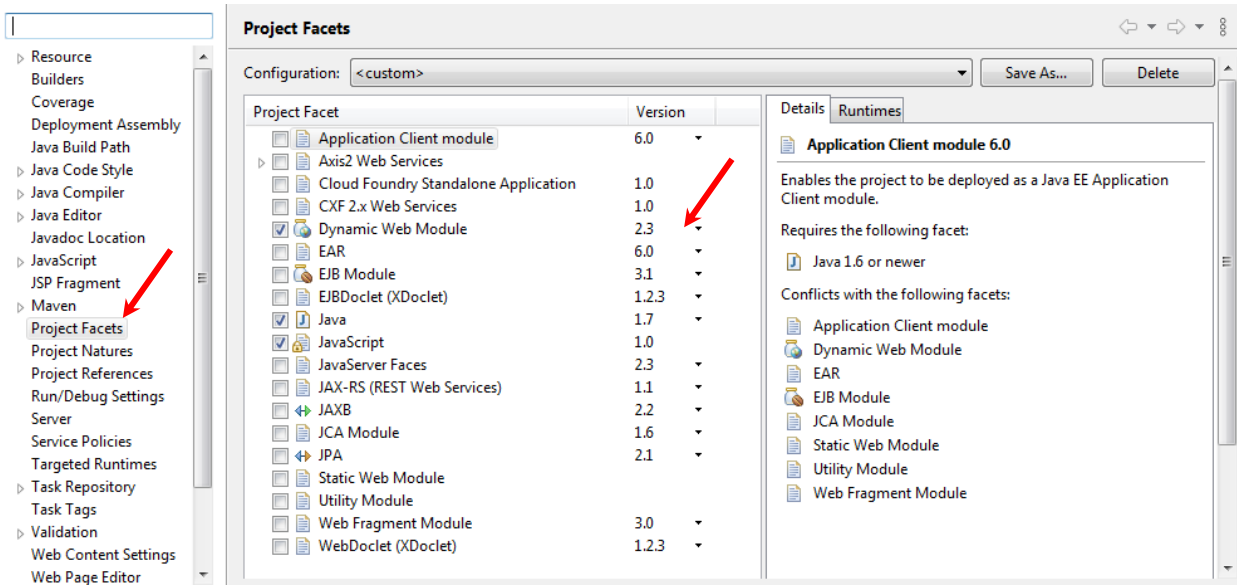 Project Facets
Resource
Builders
Coverage
Deployment Assembly
Java Build Path
Java Code Style
Java Compiler
Java Editor
Javadoc Location
JavaScript
JSP Fragment
Maven
Project Facets
Project Natures
Project References
Run/Debug Settings
Server
Service Policies
Targeted Runtimes
Task Repository
Task Tags
Validation
Web Content Settings
Web Page Editor
Configuration: <custom> Save As... Delete
Project Facet Version
Application Client module 6.0
Axis2 Web Services
Cloud Foundry Standalone Application 1.0
CXF 2.x Web Services 1.0
Dynamic Web Module 2.3
EAR 6.0
EJB Module 3.1
EJBDoclet (XDoclet) 1.2.3
Java 1.7
JavaScript 1.0
JavaServer Faces 2.3
JAX-RS (REST Web Services) 1.1
JAXB 2.2
JCA Module 1.6
JPA 2.1
Static Web Module
Utility Module
Web Fragment Module 3.0
WebDoclet (XDoclet) 1.2.3
Details Runtimes
Application Client module 6.0
Enables the project to be deployed as a Java EE Application
Client module.
Requires the following facet:
Java 1.6 or newer
Conflicts with the following facets:
Application Client module
Dynamic Web Module
EAR
EJB Module
JCA Module
Static Web Module
Utility Module
Web Fragment Module